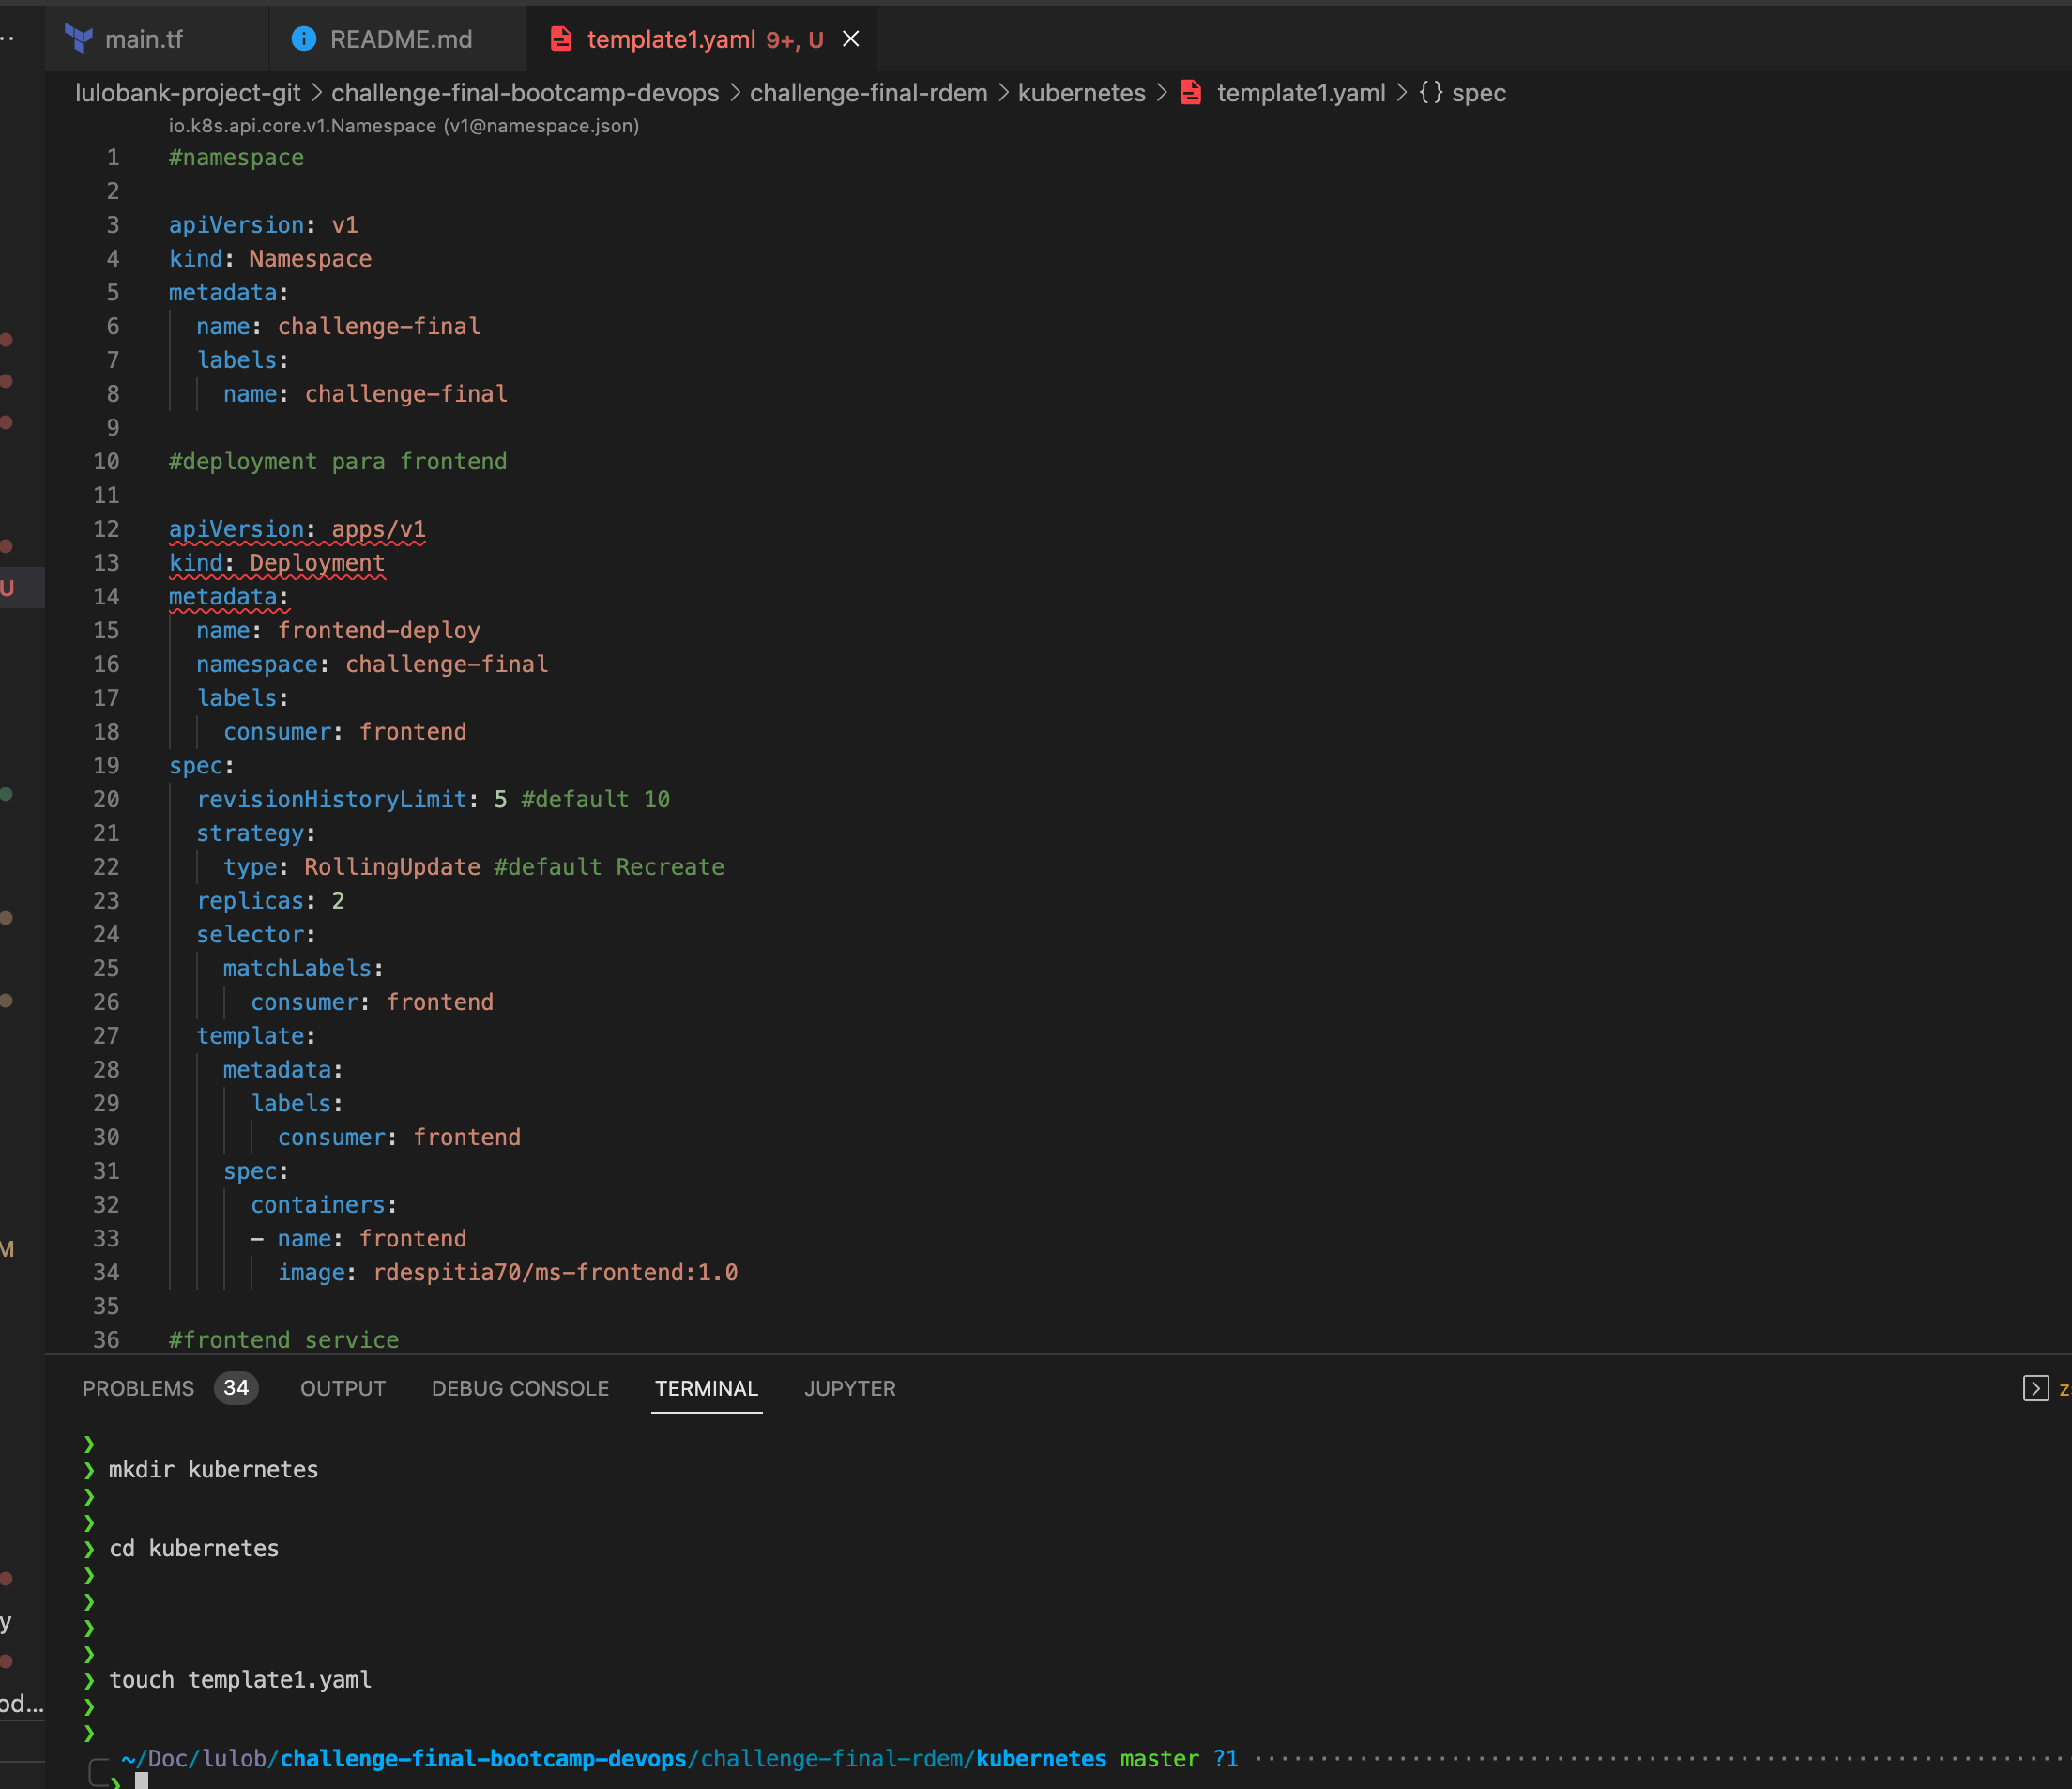 main.tf README.md template1.yaml 9+, U
lulobank-project-git > challenge-final-bootcamp-devops > challenge-final-rdem > kubernetes > template1.yaml > {} spec
io.k8s.api.core.v1.Namespace (v1@namespace.json)
1 #namespace
2
3 apiVersion: v1
4 kind: Namespace
5 metadata:
6 name: challenge-final
7 labels:
8 name: challenge-final
9
10 #deployment para frontend
11
12 apiVersion: apps/v1
13 kind: Deployment
14 metadata:
15 name: frontend-deploy
16 namespace: challenge-final
17 labels:
18 consumer: frontend
19 spec:
20 revisionHistoryLimit: 5 #default 10
21 strategy:
22 type: RollingUpdate #default Recreate
23 replicas: 2
24 selector:
25 matchLabels:
26 consumer: frontend
27 template:
28 metadata:
29 labels:
30 consumer: frontend
31 spec:
32 containers:
33 - name: frontend
34 image: rdespitia70/ms-frontend:1.0
35
36 #frontend service
U
M
y
od...
PROBLEMS 34 OUTPUT DEBUG CONSOLE TERMINAL JUPYTER
❯
❯ mkdir kubernetes
❯
❯
❯ cd kubernetes
❯
❯
❯
❯
❯ touch template1.yaml
❯
❯
~/Doc/lulob/challenge-final-bootcamp-devops/challenge-final-rdem/kubernetes master ?1
❯